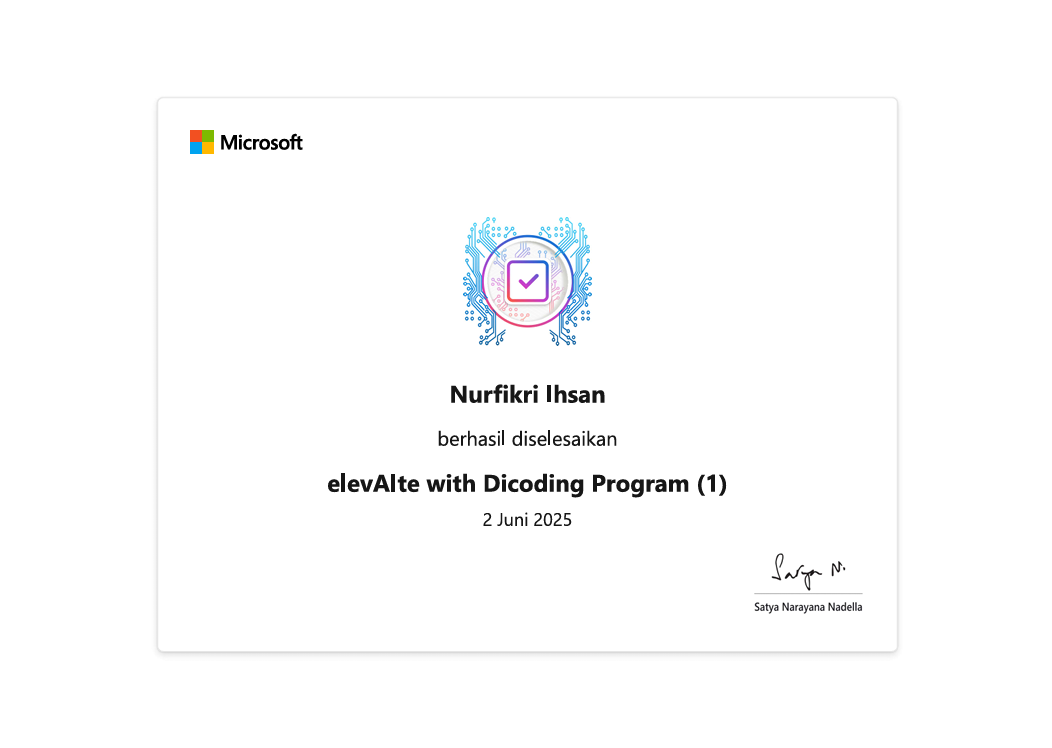 Microsoft
Nurfikri Ihsan
berhasil diselesaikan
elevAIte with Dicoding Program (1)
2 Juni 2025
Satya N.
Satya Narayana Nadella